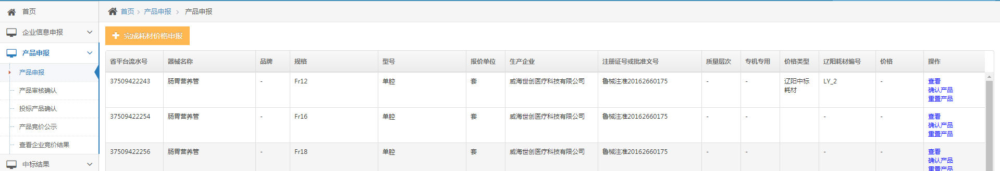 首页
企业信息申报
产品申报
产品申报
产品审核确认
投标产品确认
产品竞价公示
查看企业竞价结果
中标结果
首页 > 产品申报 > 产品申报
完成耗材价格申报
省平台流水号 器械名称 品牌 规格 型号 报价单位 生产企业 注册证号或批准文号 质量层次 专机专用 价格类型 辽阳耗材编号 价格 操作
37509422243 肠胃营养管 - Fr12 单腔 套 威海世创医疗科技有限公司 鲁械注准20162660175 - - 辽阳中标 LY_2 - 查看
耗材 确认产品
重置产品
37509422254 肠胃营养管 - Fr16 单腔 套 威海世创医疗科技有限公司 鲁械注准20162660175 - - - - 查看
确认产品
重置产品
37509422256 肠胃营养管 - Fr18 单腔 套 威海世创医疗科技有限公司 鲁械注准20162660175 - - - - 查看
确认产品
重置产品